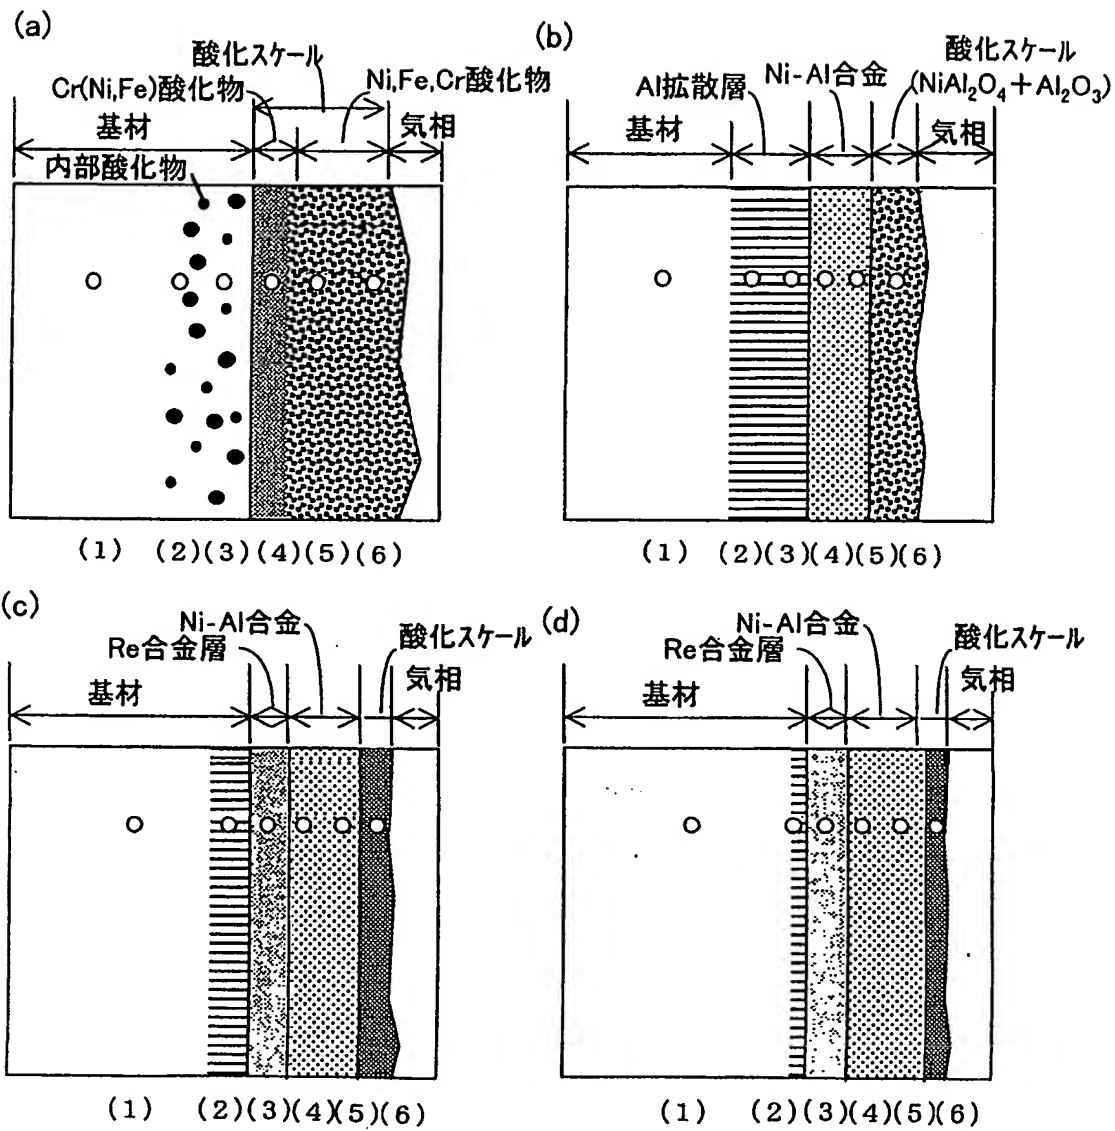 (a)
酸化スケール
Cr(Ni,Fe)酸化物
Ni,Fe,Cr酸化物
基材
気相
内部酸化物
(1) (2)(3)(4)(5)(6)
(b)
酸化スケール
(NiAl₂O₄+Al₂O₃)
Ni-Al合金
Al拡散層
基材
気相
(1) (2)(3)(4)(5)(6)
(c)
Ni-Al合金
Re合金層
酸化スケール
基材
気相
(1) (2)(3)(4)(5)(6)
(d)
Ni-Al合金
Re合金層
酸化スケール
基材
気相
(1) (2)(3)(4)(5)(6)